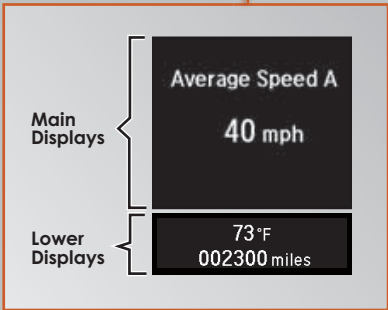 Average Speed A
Main
Displays
40 mph
Lower
Displays
73°F
002300 miles